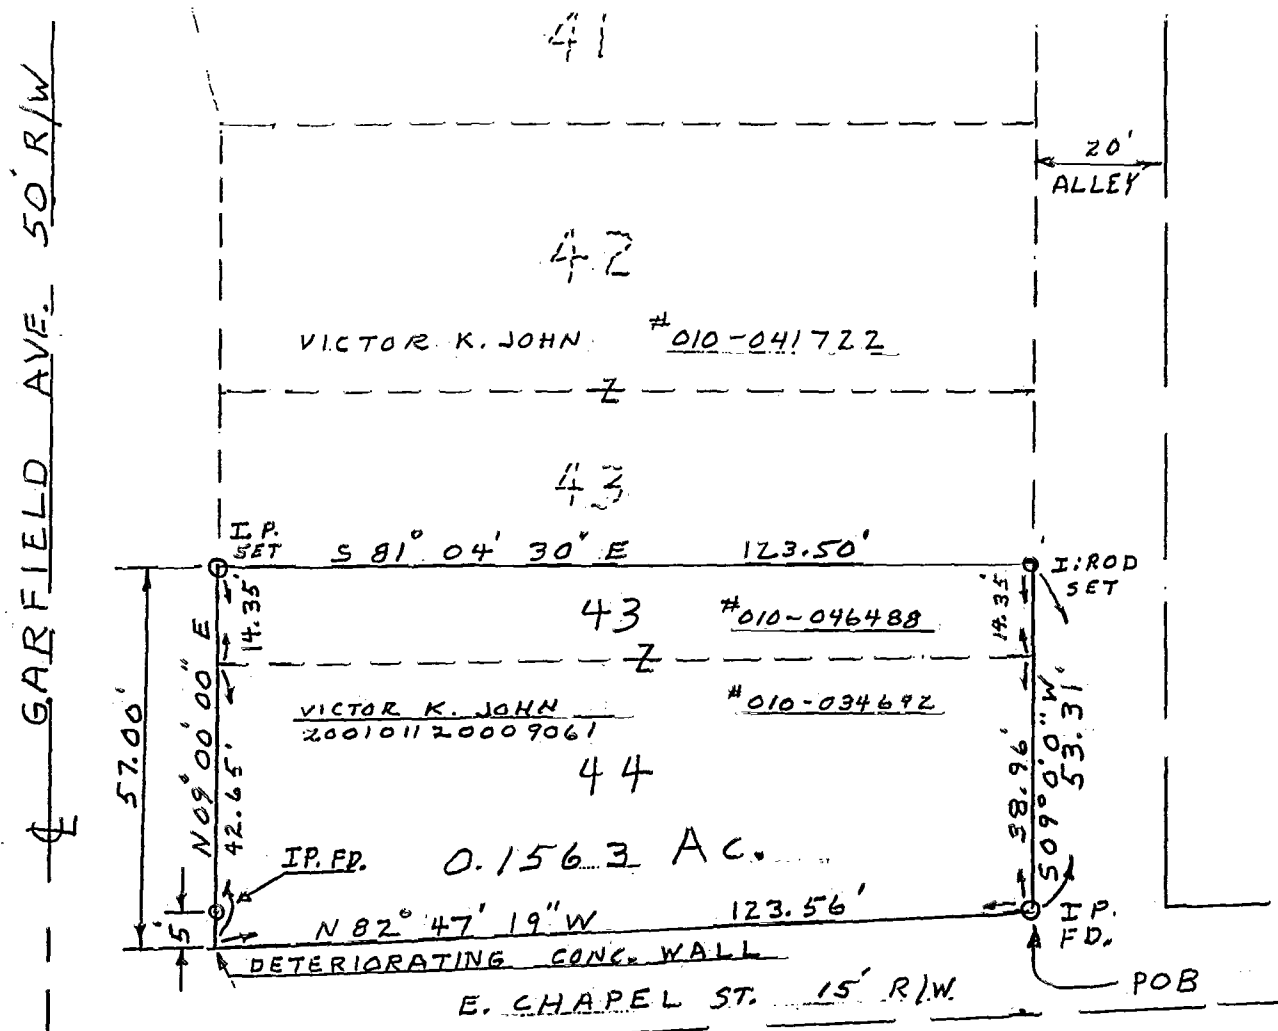 41
GARFIELD AVE. 50' R/W
20'
ALLEY
42
VICTOR K. JOHN #010-041722
Z
43
I.P.
SET
S 81° 04' 30" E 123.50'
I.ROD
SET
14.35'
43 #010-046488
14.35'
Z
N 09° 00' 00" E
57.00'
VICTOR K. JOHN #010-034692
200101120009061
44
42.65'
38.96'
S09° 0' 0" W
53.31'
I.P. FD.
0.1563 Ac.
5'
N 82° 47' 19" W 123.56'
I.P.
FD.
DETERIORATING CONC. WALL
E. CHAPEL ST. 15' R/W.
POB